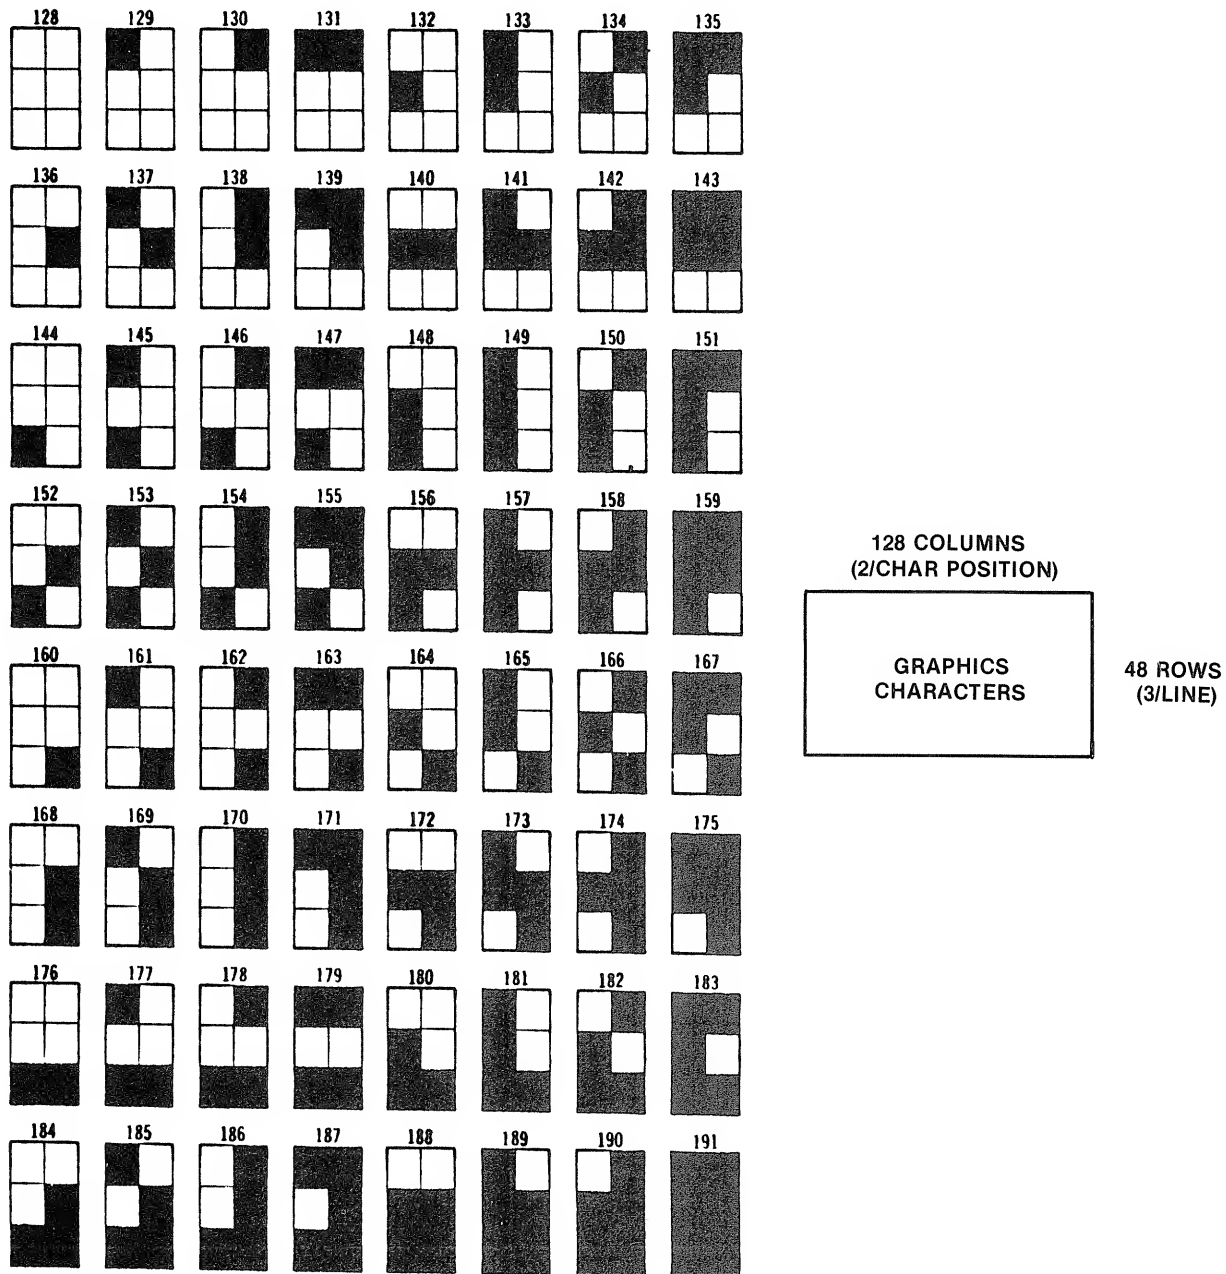 128 129 130 131 132 133 134 135
136 137 138 139 140 141 142 143
144 145 146 147 148 149 150 151
152 153 154 155 156 157 158 159
160 161 162 163 164 165 166 167
168 169 170 171 172 173 174 175
176 177 178 179 180 181 182 183
184 185 186 187 188 189 190 191
128 COLUMNS
(2/CHAR POSITION)
GRAPHICS
CHARACTERS
48 ROWS
(3/LINE)